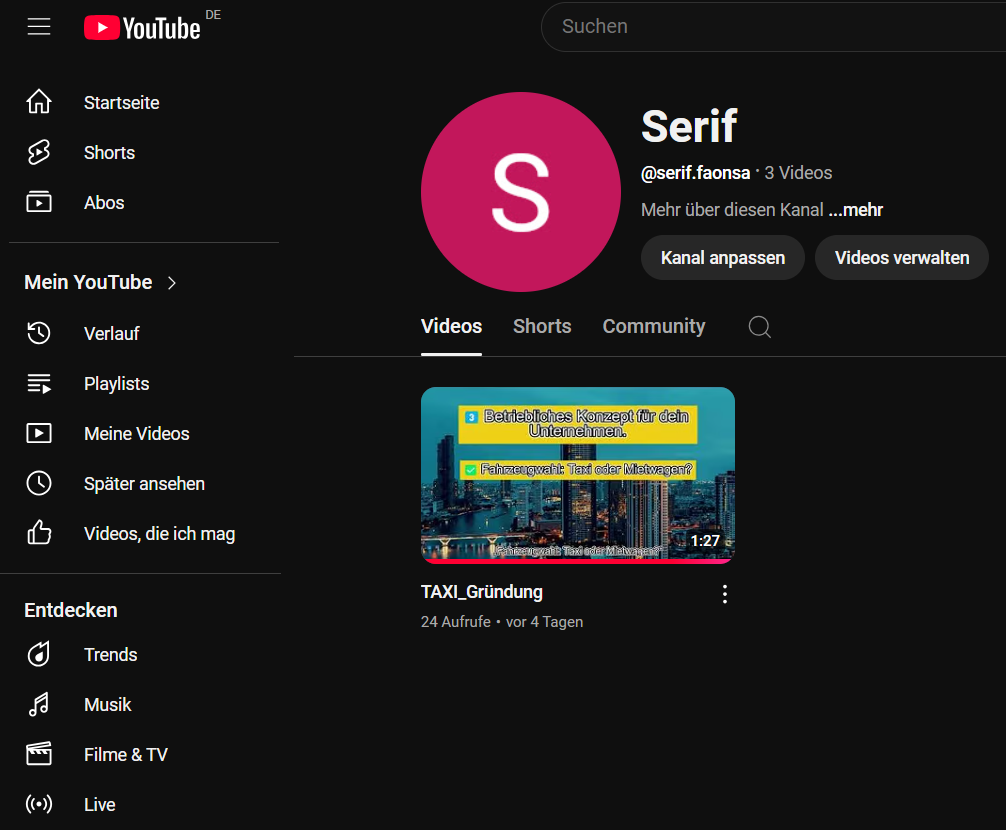 YouTube DE
Suchen
Startseite
Shorts
Abos
Mein YouTube
Verlauf
Playlists
Meine Videos
Später ansehen
Videos, die ich mag
Entdecken
Trends
Musik
Filme & TV
Live
S
Serif
@serif.faonsa • 3 Videos
Mehr über diesen Kanal ...mehr
Kanal anpassen Videos verwalten
Videos Shorts Community
3 Betriebliches Konzept für dein
Unternehmen.
✅ Fahrzeugwahl: Taxi oder Mietwagen?
1:27
"Fahrzeugwahl: Taxi oder Mietwagen?"
TAXI_Gründung
24 Aufrufe • vor 4 Tagen